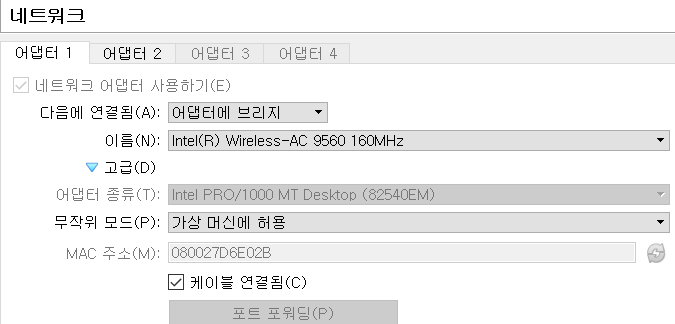 네트워크
어댑터 1 어댑터 2 어댑터 3 어댑터 4
네트워크 어댑터 사용하기(E)
다음에 연결됨(A): 어댑터에 브리지
이름(N): Intel(R) Wireless-AC 9560 160MHz
고급(D)
어댑터 종류(T): Intel PRO/1000 MT Desktop (82540EM)
무작위 모드(P): 가상 머신에 허용
MAC 주소(M): 080027D6E02B
케이블 연결됨(C)
포트 포워딩(P)